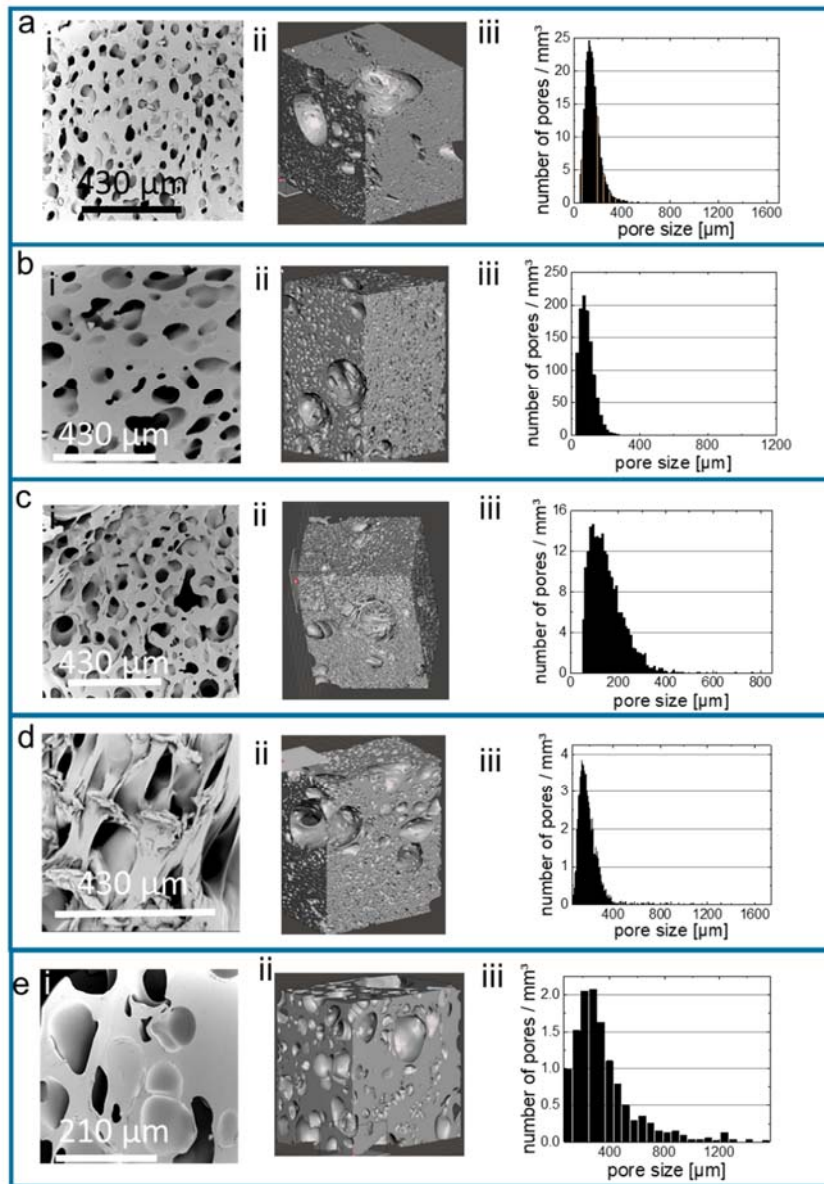 a
i
430 µm
ii
iii
number of pores / mm³
25
20
15
10
5
0
0 400 800 1200 1600
pore size [µm]
b
i
430 µm
ii
iii
number of pores / mm³
250
200
150
100
50
0
0 400 800 1200
pore size [µm]
c
i
430 µm
ii
iii
number of pores / mm³
16
12
8
4
0
0 200 400 600 800
pore size [µm]
d
i
430 µm
ii
iii
number of pores / mm³
4
3
2
1
0
400 800 1200 1600
pore size [µm]
e
i
210 µm
ii
iii
number of pores / mm³
2.0
1.5
1.0
0.5
0.0
400 800 1200
pore size [µm]